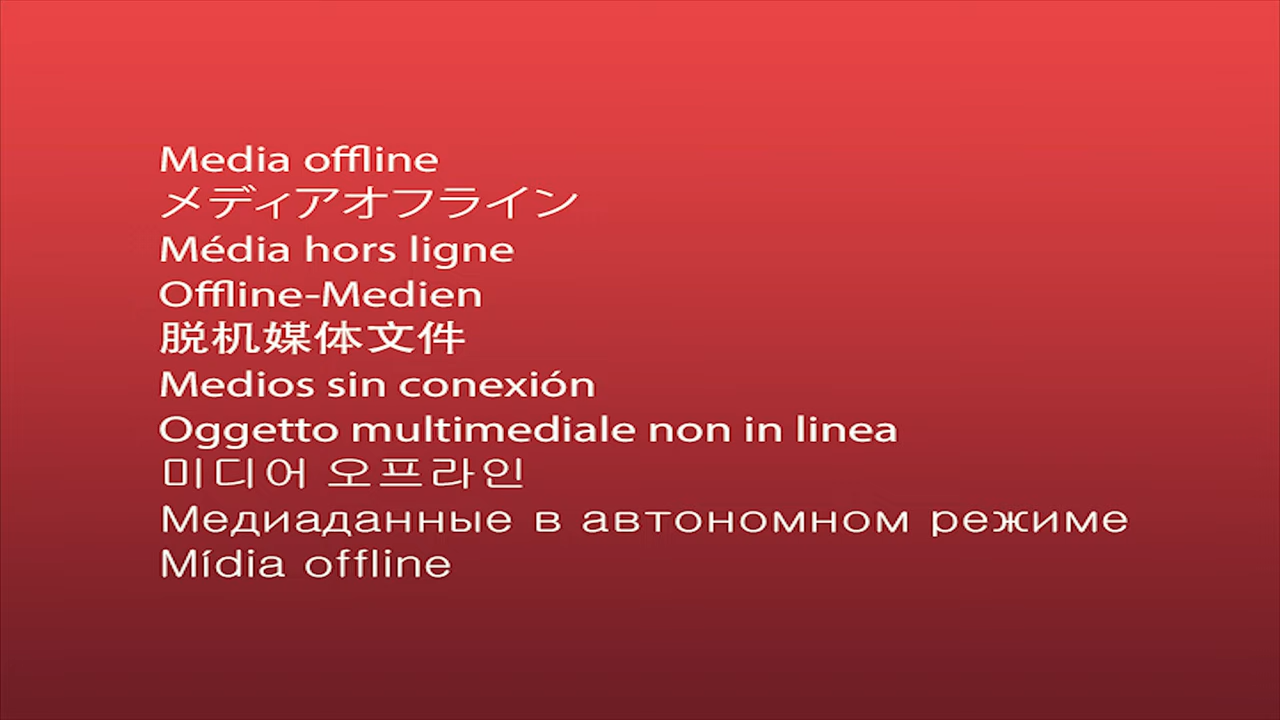 Media offline
メディアオフライン
Média hors ligne
Offline-Medien
脱机媒体文件
Medios sin conexión
Oggetto multimediale non in linea
미디어 오프라인
Медиаданные в автономном режиме
Mídia offline